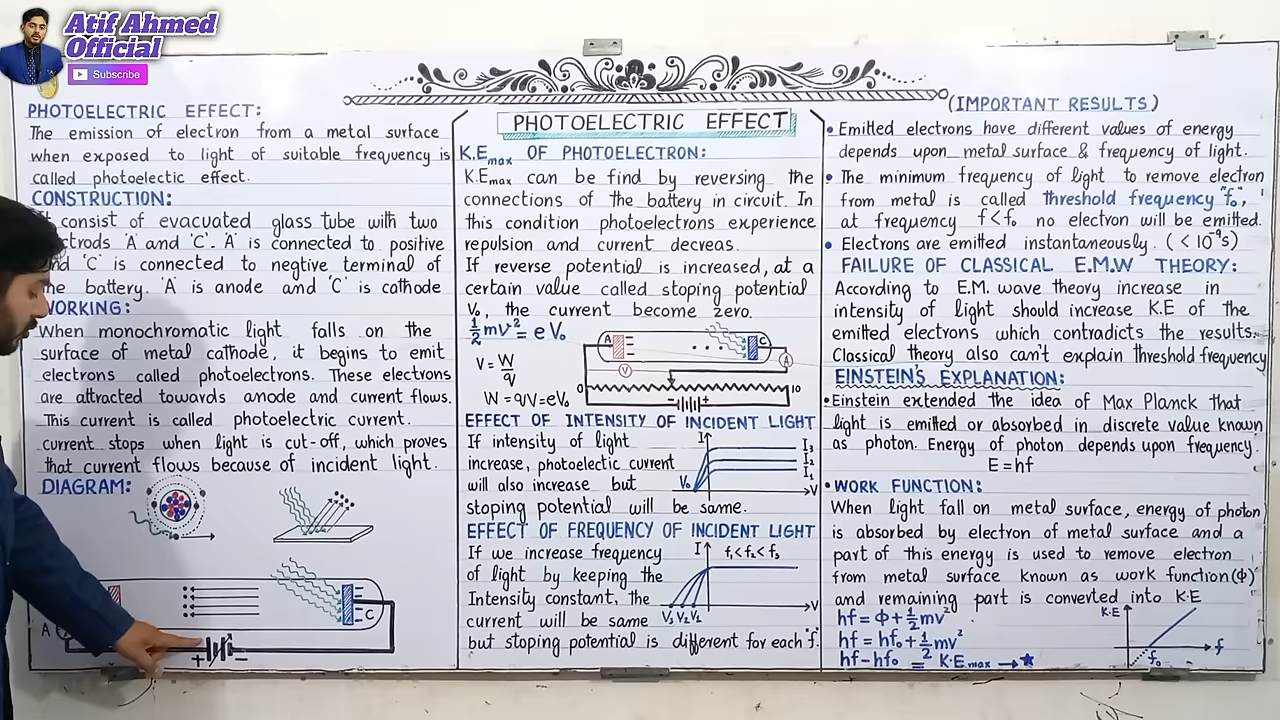 Atif Ahmed
Official
Subscribe
PHOTOELECTRIC EFFECT:
The emission of electron from a metal surface
when exposed to light of suitable frequency is
called photoelectic effect.
CONSTRUCTION:
It consist of evacuated glass tube with two
ectrods 'A' and 'C'. 'A' is connected to positive
and 'C' is connected to negtive terminal of
the battery. 'A' is anode and 'C' is cathode
WORKING:
When monochromatic light falls on the
surface of metal cathode, it begins to emit
electrons called photoelectrons. These electrons
are attracted towards anode and current flows.
This current is called photoelectric current.
current stops when light is cut-off, which proves
that current flows because of incident light.
DIAGRAM:
C
A
+ −
PHOTOELECTRIC EFFECT
K.Emax OF PHOTOELECTRON:
K.Emax can be find by reversing the
connections of the battery in circuit. In
this condition photoelectrons experience
repulsion and current decreas.
If reverse potential is increased, at a
certain value called stoping potential
V₀, the current become zero.
½mv² = eV₀
V = W/q
W = qV = eV₀
A C
V A
0 10
− +
EFFECT OF INTENSITY OF INCIDENT LIGHT
If intensity of light
increase, photoelectic current
will also increase but
stoping potential will be same.
I I₃
I₂
I₁
V₀ V
EFFECT OF FREQUENCY OF INCIDENT LIGHT
If we increase frequency
of light by keeping the
Intensity constant, the
current will be same
but stoping potential is different for each 'f'.
I f₁<f₂<f₃
V₃ V₂ V₁ V
(IMPORTANT RESULTS)
• Emitted electrons have different values of energy
depends upon metal surface & frequency of light.
• The minimum frequency of light to remove electron
from metal is called threshold frequency "f₀",
at frequency f<f₀ no electron will be emitted.
• Electrons are emitted instantaneously. (<10⁻⁹s)
FAILURE OF CLASSICAL E.M.W THEORY:
According to E.M. wave theory increase in
intensity of light should increase K.E of the
emitted electrons which contradicts the results.
Classical theory also can't explain threshold frequency
EINSTEIN'S EXPLANATION:
• Einstein extended the idea of Max Planck that
light is emitted or absorbed in discrete value known
as photon. Energy of photon depends upon frequency.
E = hf
• WORK FUNCTION:
When light fall on metal surface, energy of photon
is absorbed by electron of metal surface and a
part of this energy is used to remove electron
from metal surface known as work function(Φ)
and remaining part is converted into K.E
hf = Φ + ½mv²
hf = hf₀ + ½mv²
hf − hf₀ = K.Emax → ★
K.E
f₀ f